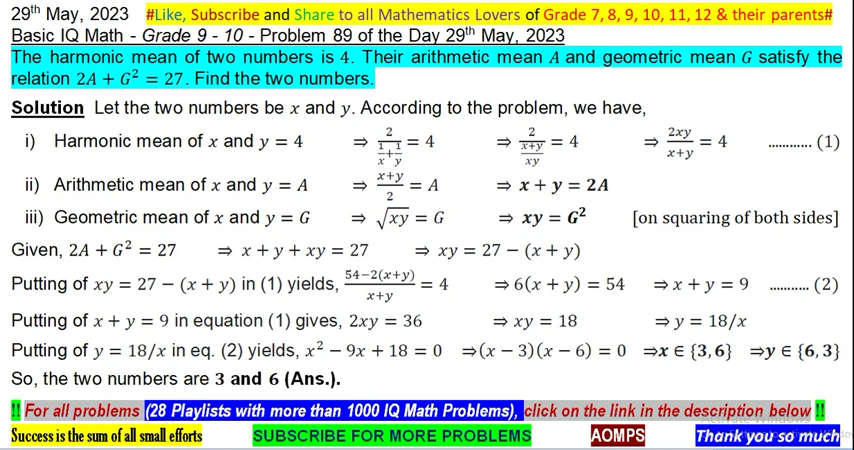 29th May, 2023 #Like, Subscribe and Share to all Mathematics Lovers of Grade 7, 8, 9, 10, 11, 12 & their parents#
Basic IQ Math - Grade 9 - 10 - Problem 89 of the Day 29th May, 2023
The harmonic mean of two numbers is 4. Their arithmetic mean A and geometric mean G satisfy the
relation 2A + G² = 27. Find the two numbers.
Solution Let the two numbers be x and y. According to the problem, we have,
i) Harmonic mean of x and y = 4 ⇒ 2/(1/x + 1/y) = 4 ⇒ 2/((x+y)/xy) = 4 ⇒ 2xy/(x+y) = 4 ............ (1)
ii) Arithmetic mean of x and y = A ⇒ (x+y)/2 = A ⇒ x + y = 2A
iii) Geometric mean of x and y = G ⇒ √xy = G ⇒ xy = G² [on squaring of both sides]
Given, 2A + G² = 27 ⇒ x + y + xy = 27 ⇒ xy = 27 − (x + y)
Putting of xy = 27 − (x + y) in (1) yields, (54−2(x+y))/(x+y) = 4 ⇒ 6(x + y) = 54 ⇒ x + y = 9 ........... (2)
Putting of x + y = 9 in equation (1) gives, 2xy = 36 ⇒ xy = 18 ⇒ y = 18/x
Putting of y = 18/x in eq. (2) yields, x² − 9x + 18 = 0 ⇒ (x − 3)(x − 6) = 0 ⇒ x ∈ {3, 6} ⇒ y ∈ {6, 3}
So, the two numbers are 3 and 6 (Ans.).
!! For all problems (28 Playlists with more than 1000 IQ Math Problems), click on the link in the description below !!
Success is the sum of all small efforts SUBSCRIBE FOR MORE PROBLEMS AOMPS Thank you so much